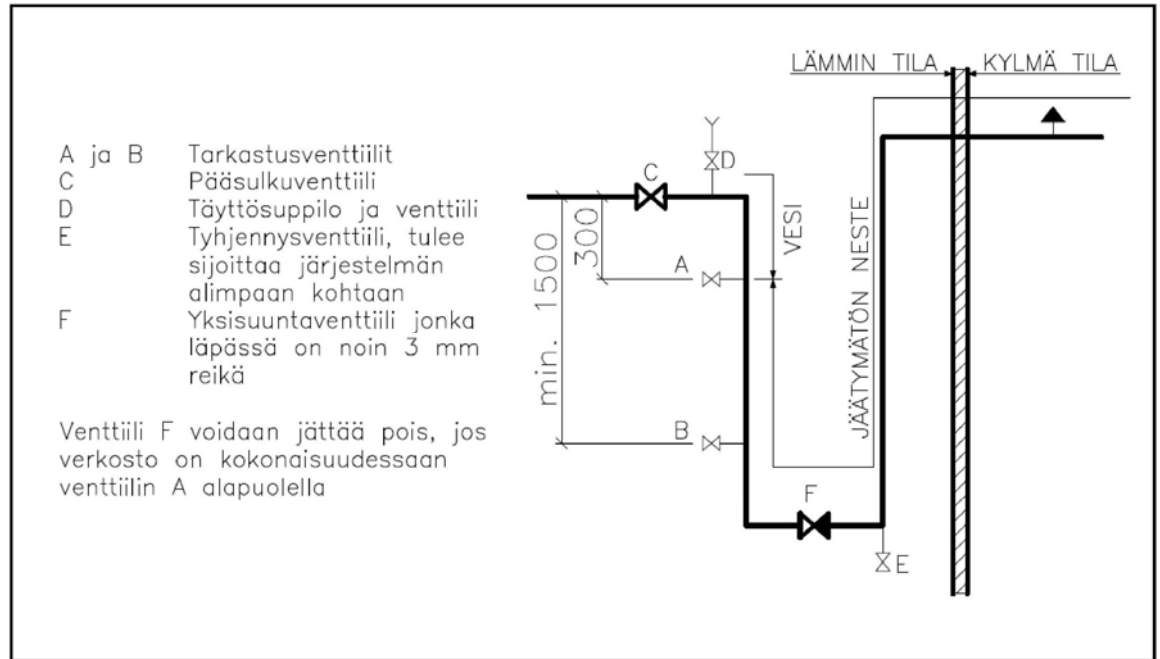 A ja B Tarkastusventtiilit
C Pääsulkuventtiili
D Täyttösuppilo ja venttiili
E Tyhjennysventtiili, tulee
sijoittaa järjestelmän
alimpaan kohtaan
F Yksisuuntaventtiili jonka
läpässä on noin 3 mm
reikä
Venttiili F voidaan jättää pois, jos
verkosto on kokonaisuudessaan
venttiilin A alapuolella
LÄMMIN TILA
KYLMÄ TILA
C
D
300
min. 1500
A
B
VESI
JÄÄTYMÄTÖN NESTE
F
E